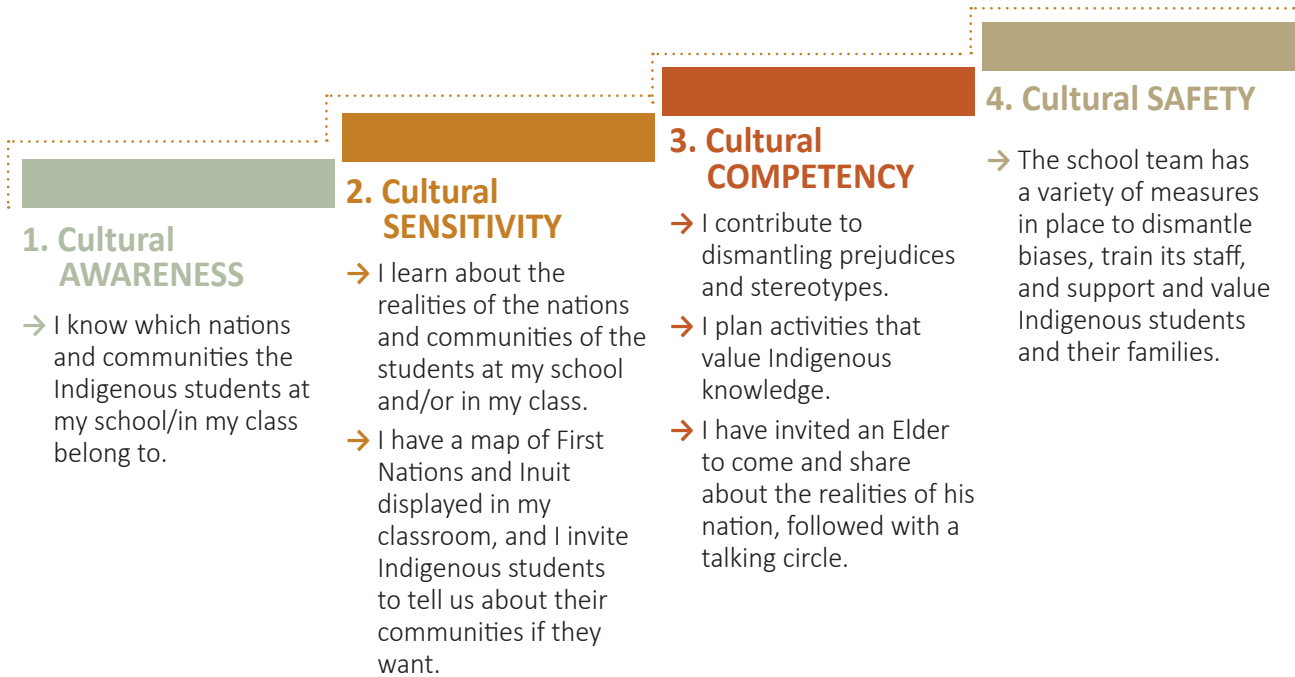 1. Cultural
AWARENESS
→ I know which nations
and communities the
Indigenous students at
my school/in my class
belong to.
2. Cultural
SENSITIVITY
→ I learn about the
realities of the nations
and communities of the
students at my school
and/or in my class.
→ I have a map of First
Nations and Inuit
displayed in my
classroom, and I invite
Indigenous students
to tell us about their
communities if they
want.
3. Cultural
COMPETENCY
→ I contribute to
dismantling prejudices
and stereotypes.
→ I plan activities that
value Indigenous
knowledge.
→ I have invited an Elder
to come and share
about the realities of his
nation, followed with a
talking circle.
4. Cultural SAFETY
→ The school team has
a variety of measures
in place to dismantle
biases, train its staff,
and support and value
Indigenous students
and their families.